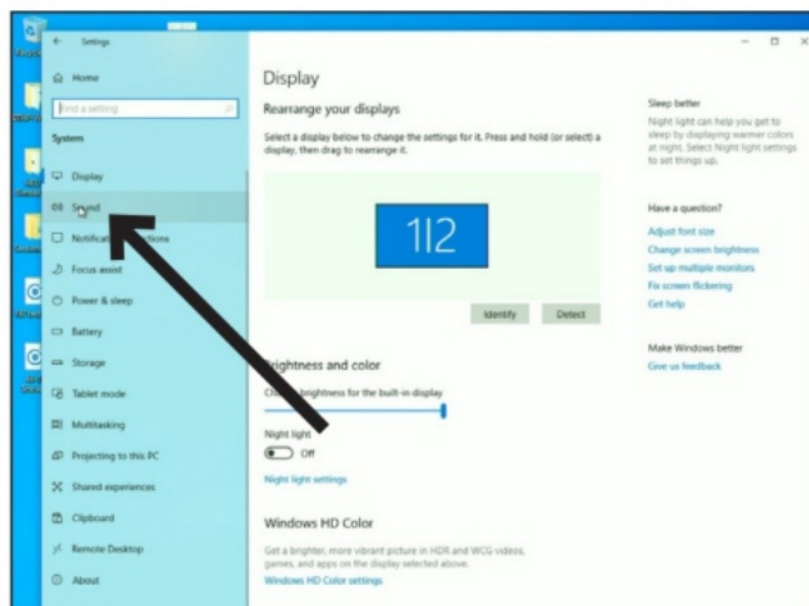 Settings
Home
Find a setting
System
Display
Sound
Notifica ctions
Focus assist
Power & sleep
Battery
Storage
Tablet mode
Multitasking
Projecting to this PC
Shared experiences
Clipboard
Remote Desktop
About
Display
Rearrange your displays
Select a display below to change the settings for it. Press and hold (or select) a
display, then drag to rearrange it.
1|2
Identify
Detect
Brightness and color
brightness for the built-in display
Night light
Off
Night light settings
Windows HD Color
Get a brighter, more vibrant picture in HDR and WCG videos,
games, and apps on the display selected above.
Windows HD Color settings
Sleep better
Night light can help you get to
sleep by displaying warmer colors
at night. Select Night light settings
to set things up.
Have a question?
Adjust font size
Change screen brightness
Set up multiple monitors
Fix screen flickering
Get help
Make Windows better
Give us feedback